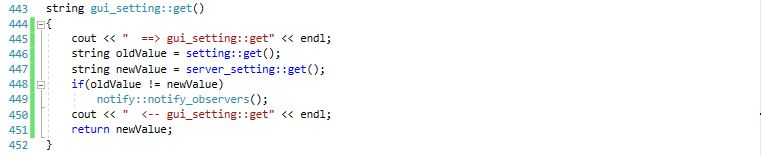 443 string gui_setting::get()
444 {
445 cout << "  ==> gui_setting::get" << endl;
446 string oldValue = setting::get();
447 string newValue = server_setting::get();
448 if(oldValue != newValue)
449 notify::notify_observers();
450 cout << "  <-- gui_setting::get" << endl;
451 return newValue;
452 }